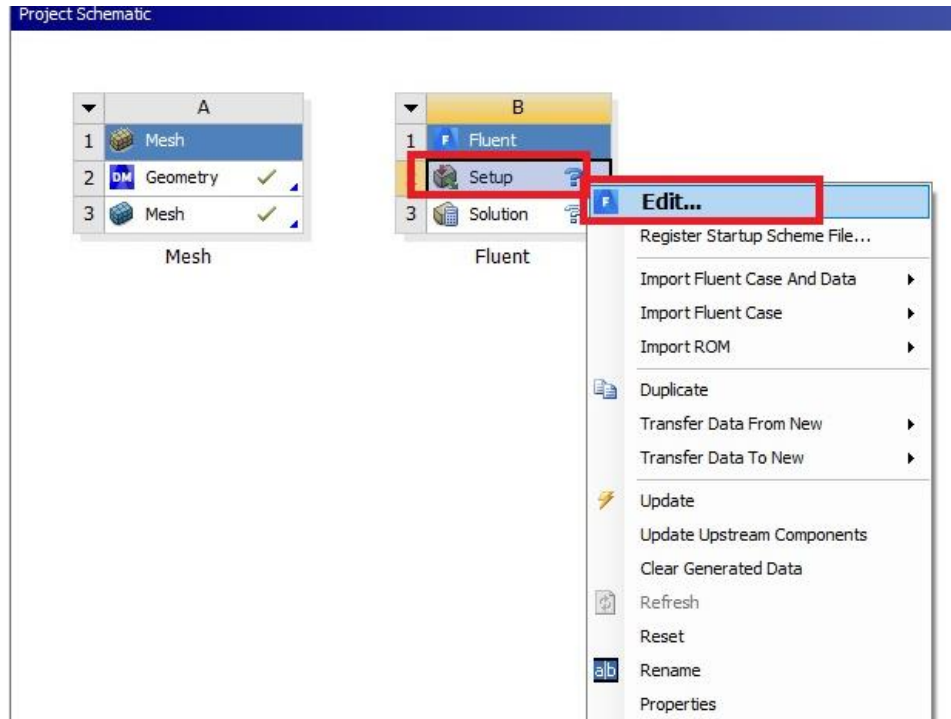 Project Schematic
A
1 Mesh
2 DM Geometry
3 Mesh
Mesh
B
1 F Fluent
Setup ?
3 Solution ?
Fluent
F Edit...
Register Startup Scheme File...
Import Fluent Case And Data
Import Fluent Case
Import ROM
Duplicate
Transfer Data From New
Transfer Data To New
Update
Update Upstream Components
Clear Generated Data
Refresh
Reset
a|b Rename
Properties